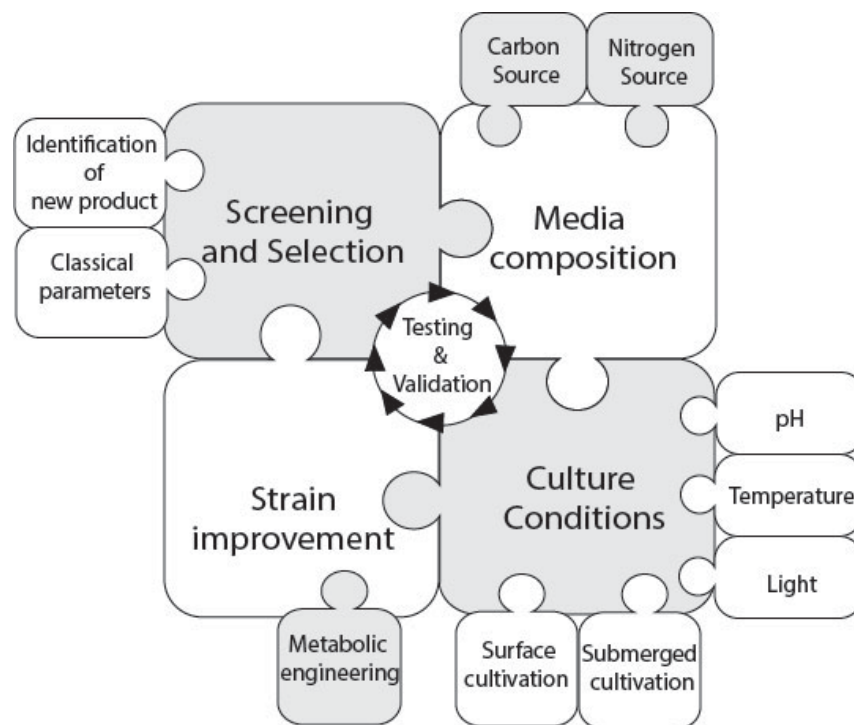 Carbon
Source
Nitrogen
Source
Identification
of
new product
Screening
and Selection
Media
composition
Classical
parameters
Testing
&
Validation
pH
Culture
Conditions
Temperature
Strain
improvement
Light
Metabolic
engineering
Surface
cultivation
Submerged
cultivation